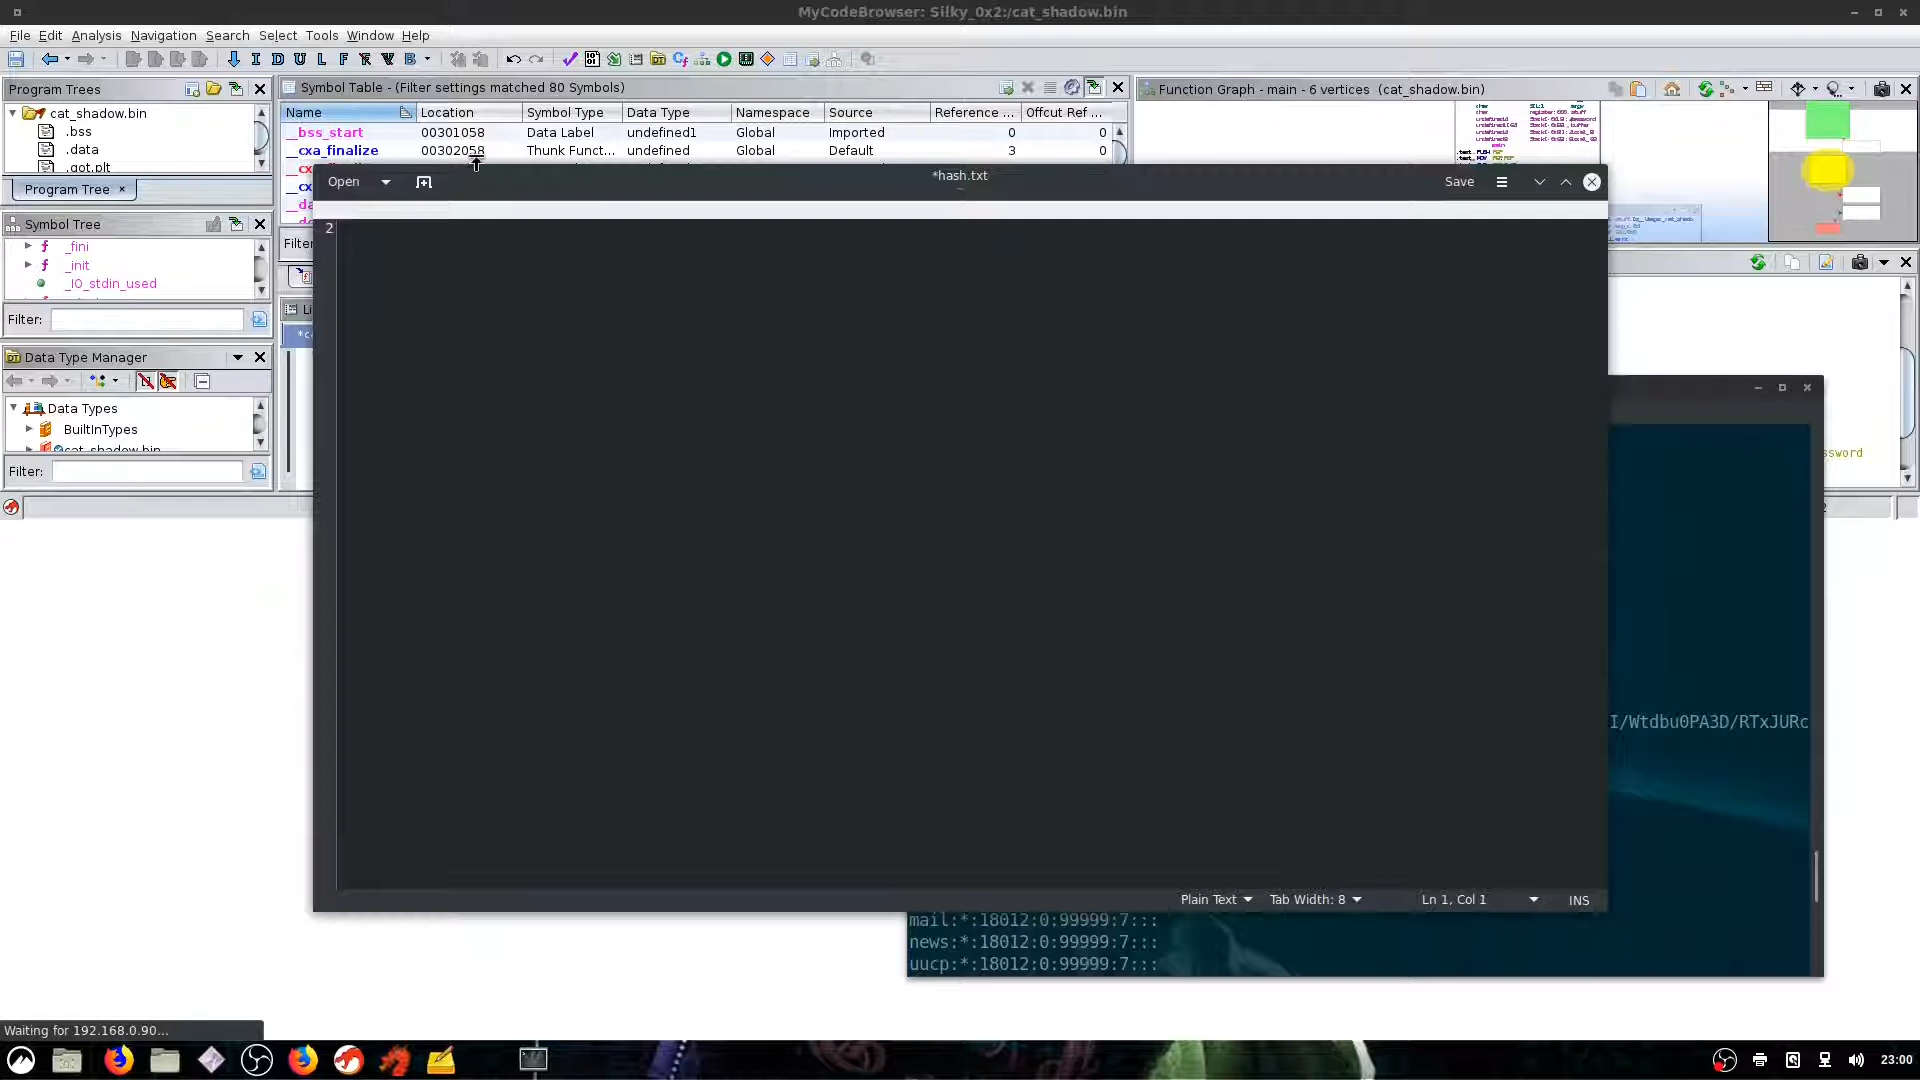 MyCodeBrowser: Silky_0x2:/cat_shadow.bin
File Edit Analysis Navigation Search Select Tools Window Help
I D U L F B
Program Trees
cat_shadow.bin
.bss
.data
.got.plt
Program Tree ×
Symbol Table - (Filter settings matched 80 Symbols)
Name Location Symbol Type Data Type Namespace Source Reference ... Offcut Ref ...
__bss_start 00301058 Data Label undefined1 Global Imported 0 0
__cxa_finalize 00302058 Thunk Funct... undefined Global Default 3 0
Function Graph - main - 6 vertices (cat_shadow.bin)
Symbol Tree
_fini
_init
_IO_stdin_used
Filter:
Data Type Manager
Data Types
BuiltInTypes
cat_shadow.bin
Filter:
Open
*hash.txt
Save
2
Plain Text Tab Width: 8 Ln 1, Col 1 INS
ssword
I/Wtdbu0PA3D/RTxJURc
mail:*:18012:0:99999:7:::
news:*:18012:0:99999:7:::
uucp:*:18012:0:99999:7:::
Waiting for 192.168.0.90...
23:00